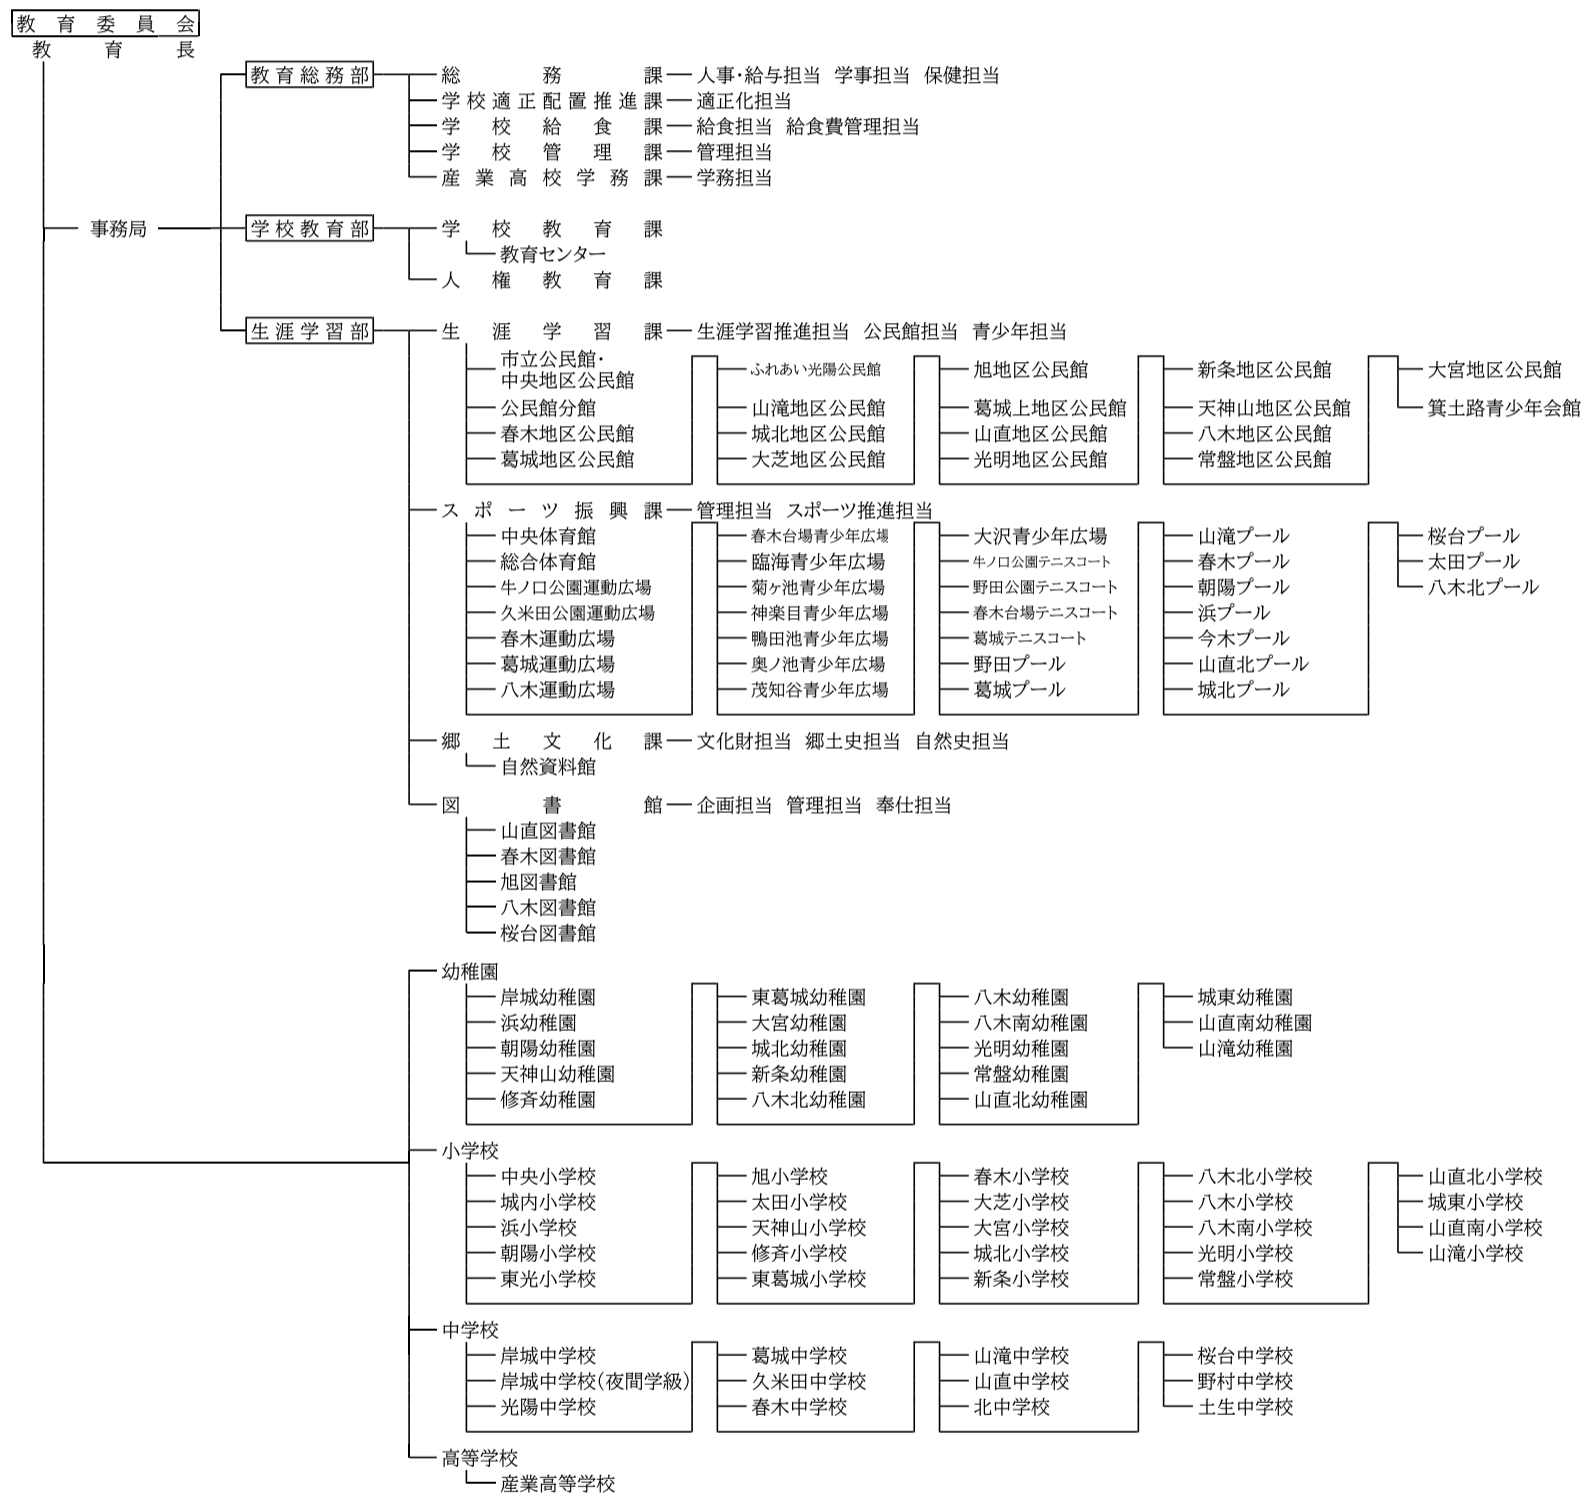 教育委員会
教育長
教育総務部
総務課 人事・給与担当 学事担当 保健担当
学校適正配置推進課 適正化担当
学校給食課 給食担当 給食費管理担当
学校管理課 管理担当
産業高校学務課 学務担当
事務局 学校教育部 学校教育課
教育センター
人権教育課
生涯学習部 生涯学習課 生涯学習推進担当 公民館担当 青少年担当
市立公民館・
中央地区公民館
公民館分館
春木地区公民館
葛城地区公民館
ふれあい光陽公民館
山滝地区公民館
城北地区公民館
大芝地区公民館
旭地区公民館
葛城上地区公民館
山直地区公民館
光明地区公民館
新条地区公民館
天神山地区公民館
八木地区公民館
常盤地区公民館
大宮地区公民館
箕土路青少年会館
スポーツ振興課 管理担当 スポーツ推進担当
中央体育館
総合体育館
牛ノ口公園運動広場
久米田公園運動広場
春木運動広場
葛城運動広場
八木運動広場
春木台場青少年広場
臨海青少年広場
菊ヶ池青少年広場
神楽目青少年広場
鴨田池青少年広場
奥ノ池青少年広場
茂知谷青少年広場
大沢青少年広場
牛ノ口公園テニスコート
野田公園テニスコート
春木台場テニスコート
葛城テニスコート
野田プール
葛城プール
山滝プール
春木プール
朝陽プール
浜プール
今木プール
山直北プール
城北プール
桜台プール
太田プール
八木北プール
郷土文化課 文化財担当 郷土史担当 自然史担当
自然資料館
図書館 企画担当 管理担当 奉仕担当
山直図書館
春木図書館
旭図書館
八木図書館
桜台図書館
幼稚園
岸城幼稚園
浜幼稚園
朝陽幼稚園
天神山幼稚園
修斉幼稚園
東葛城幼稚園
大宮幼稚園
城北幼稚園
新条幼稚園
八木北幼稚園
八木幼稚園
八木南幼稚園
光明幼稚園
常盤幼稚園
山直北幼稚園
城東幼稚園
山直南幼稚園
山滝幼稚園
小学校
中央小学校
城内小学校
浜小学校
朝陽小学校
東光小学校
旭小学校
太田小学校
天神山小学校
修斉小学校
東葛城小学校
春木小学校
大芝小学校
大宮小学校
城北小学校
新条小学校
八木北小学校
八木小学校
八木南小学校
光明小学校
常盤小学校
山直北小学校
城東小学校
山直南小学校
山滝小学校
中学校
岸城中学校
岸城中学校(夜間学級)
光陽中学校
葛城中学校
久米田中学校
春木中学校
山滝中学校
山直中学校
北中学校
桜台中学校
野村中学校
土生中学校
高等学校
産業高等学校